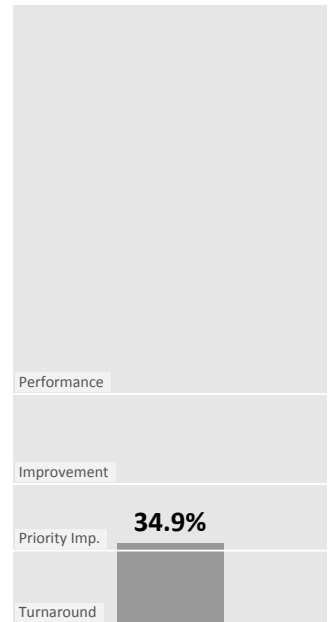 Performance
Improvement
34.9%
Priority Imp.
Turnaround